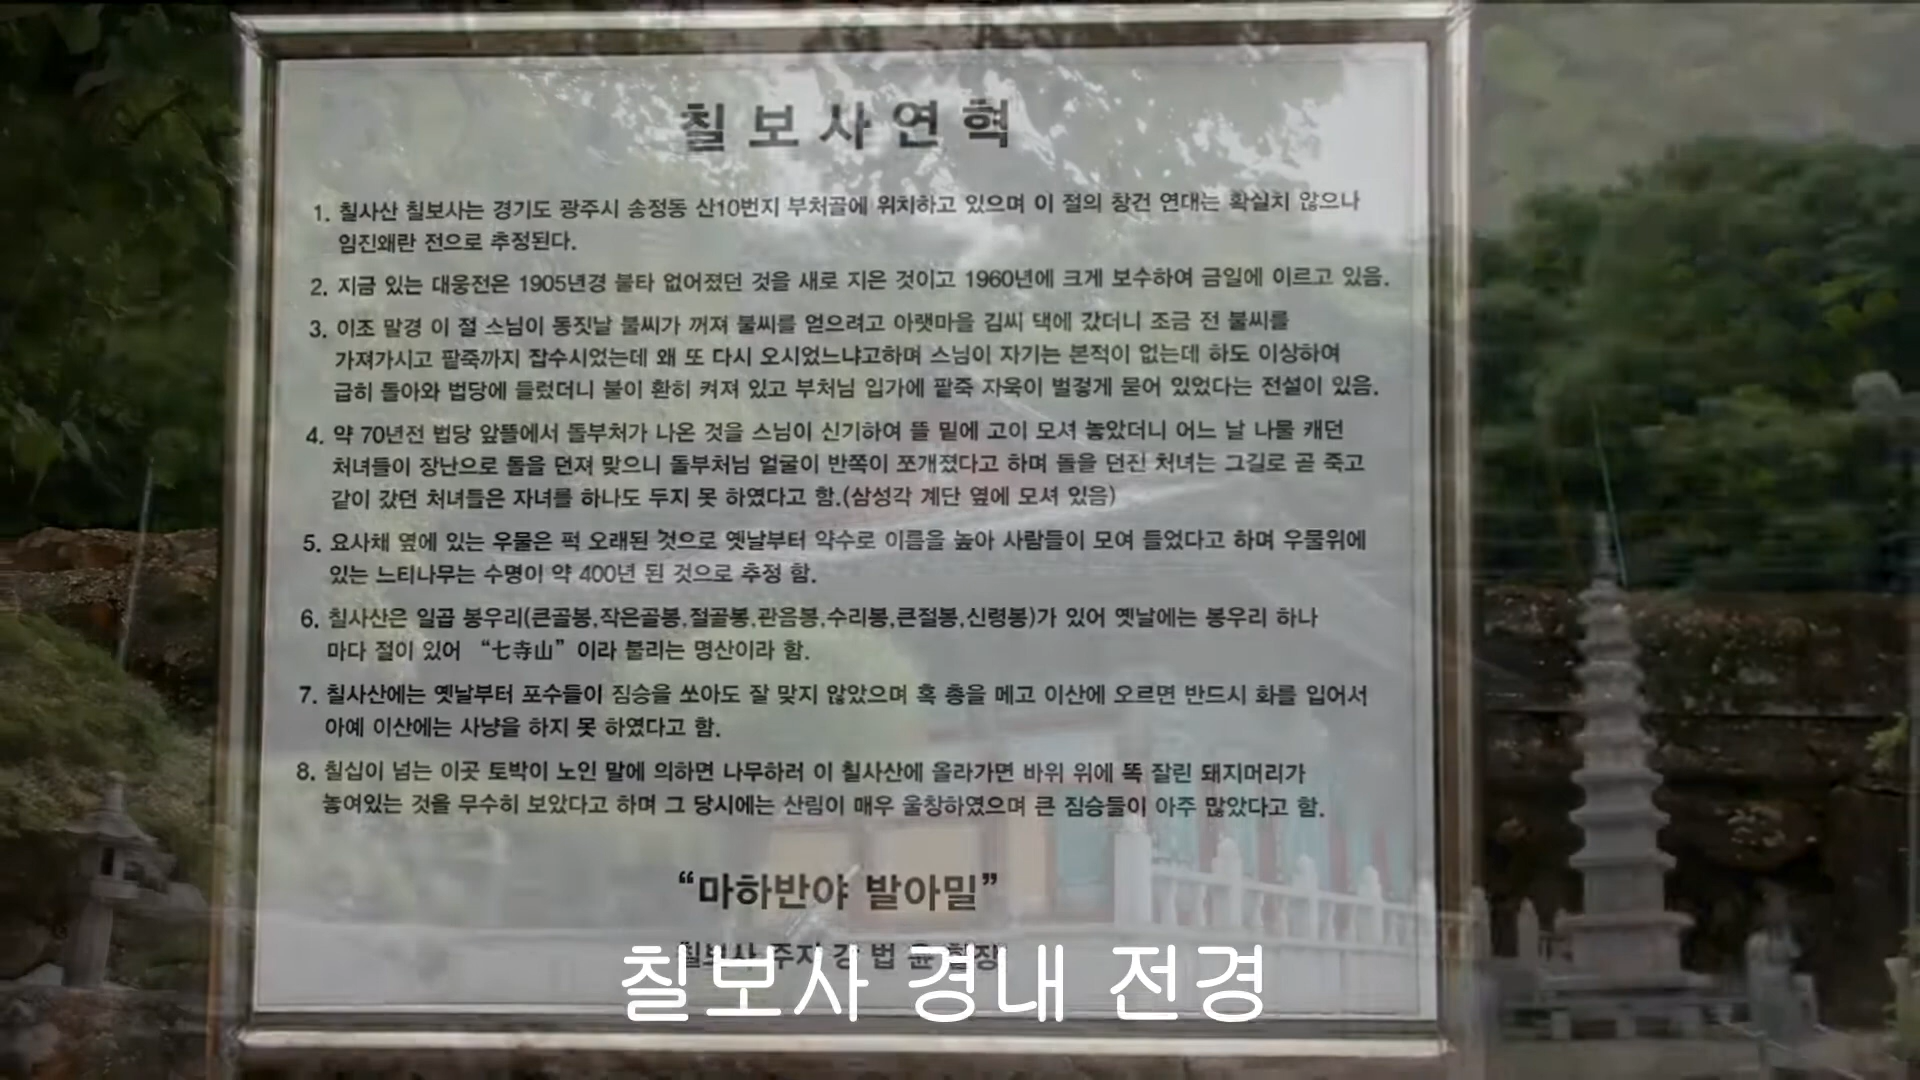 칠보사연혁
1. 칠사산 칠보사는 경기도 광주시 송정동 산10번지 부처골에 위치하고 있으며 이 절의 창건 연대는 확실치 않으나
임진왜란 전으로 추정된다.
2. 지금 있는 대웅전은 1905년경 불타 없어졌던 것을 새로 지은 것이고 1960년에 크게 보수하여 금일에 이르고 있음.
3. 이조 말경 이 절 스님이 동짓날 불씨가 꺼져 불씨를 얻으려고 아랫마을 김씨 댁에 갔더니 조금 전 불씨를
가져가시고 팥죽까지 잡수시었는데 왜 또 다시 오시었느냐고하며 스님이 자기는 본적이 없는데 하도 이상하여
급히 돌아와 법당에 들렀더니 불이 환히 켜져 있고 부처님 입가에 팥죽 자욱이 벌겋게 묻어 있었다는 전설이 있음.
4. 약 70년전 법당 앞뜰에서 돌부처가 나온 것을 스님이 신기하여 뜰 밑에 고이 모셔 놓았더니 어느 날 나물 캐던
처녀들이 장난으로 돌을 던져 맞으니 돌부처님 얼굴이 반쪽이 쪼개졌다고 하며 돌을 던진 처녀는 그길로 곧 죽고
같이 갔던 처녀들은 자녀를 하나도 두지 못 하였다고 함.(삼성각 계단 옆에 모셔 있음)
5. 요사채 옆에 있는 우물은 퍽 오래된 것으로 옛날부터 약수로 이름을 높아 사람들이 모여 들었다고 하며 우물위에
있는 느티나무는 수명이 약 400년 된 것으로 추정 함.
6. 칠사산은 일곱 봉우리(큰골봉,작은골봉,절골봉,관음봉,수리봉,큰절봉,신령봉)가 있어 옛날에는 봉우리 하나
마다 절이 있어 “七寺山”이라 불리는 명산이라 함.
7. 칠사산에는 옛날부터 포수들이 짐승을 쏘아도 잘 맞지 않았으며 혹 총을 메고 이산에 오르면 반드시 화를 입어서
아예 이산에는 사냥을 하지 못 하였다고 함.
8. 칠십이 넘는 이곳 토박이 노인 말에 의하면 나무하러 이 칠사산에 올라가면 바위 위에 똑 잘린 돼지머리가
놓여있는 것을 무수히 보았다고 하며 그 당시에는 산림이 매우 울창하였으며 큰 짐승들이 아주 많았다고 함.
“마하반야 발아밀”
칠보사 주지 강 법 윤 합장
칠보사 경내 전경